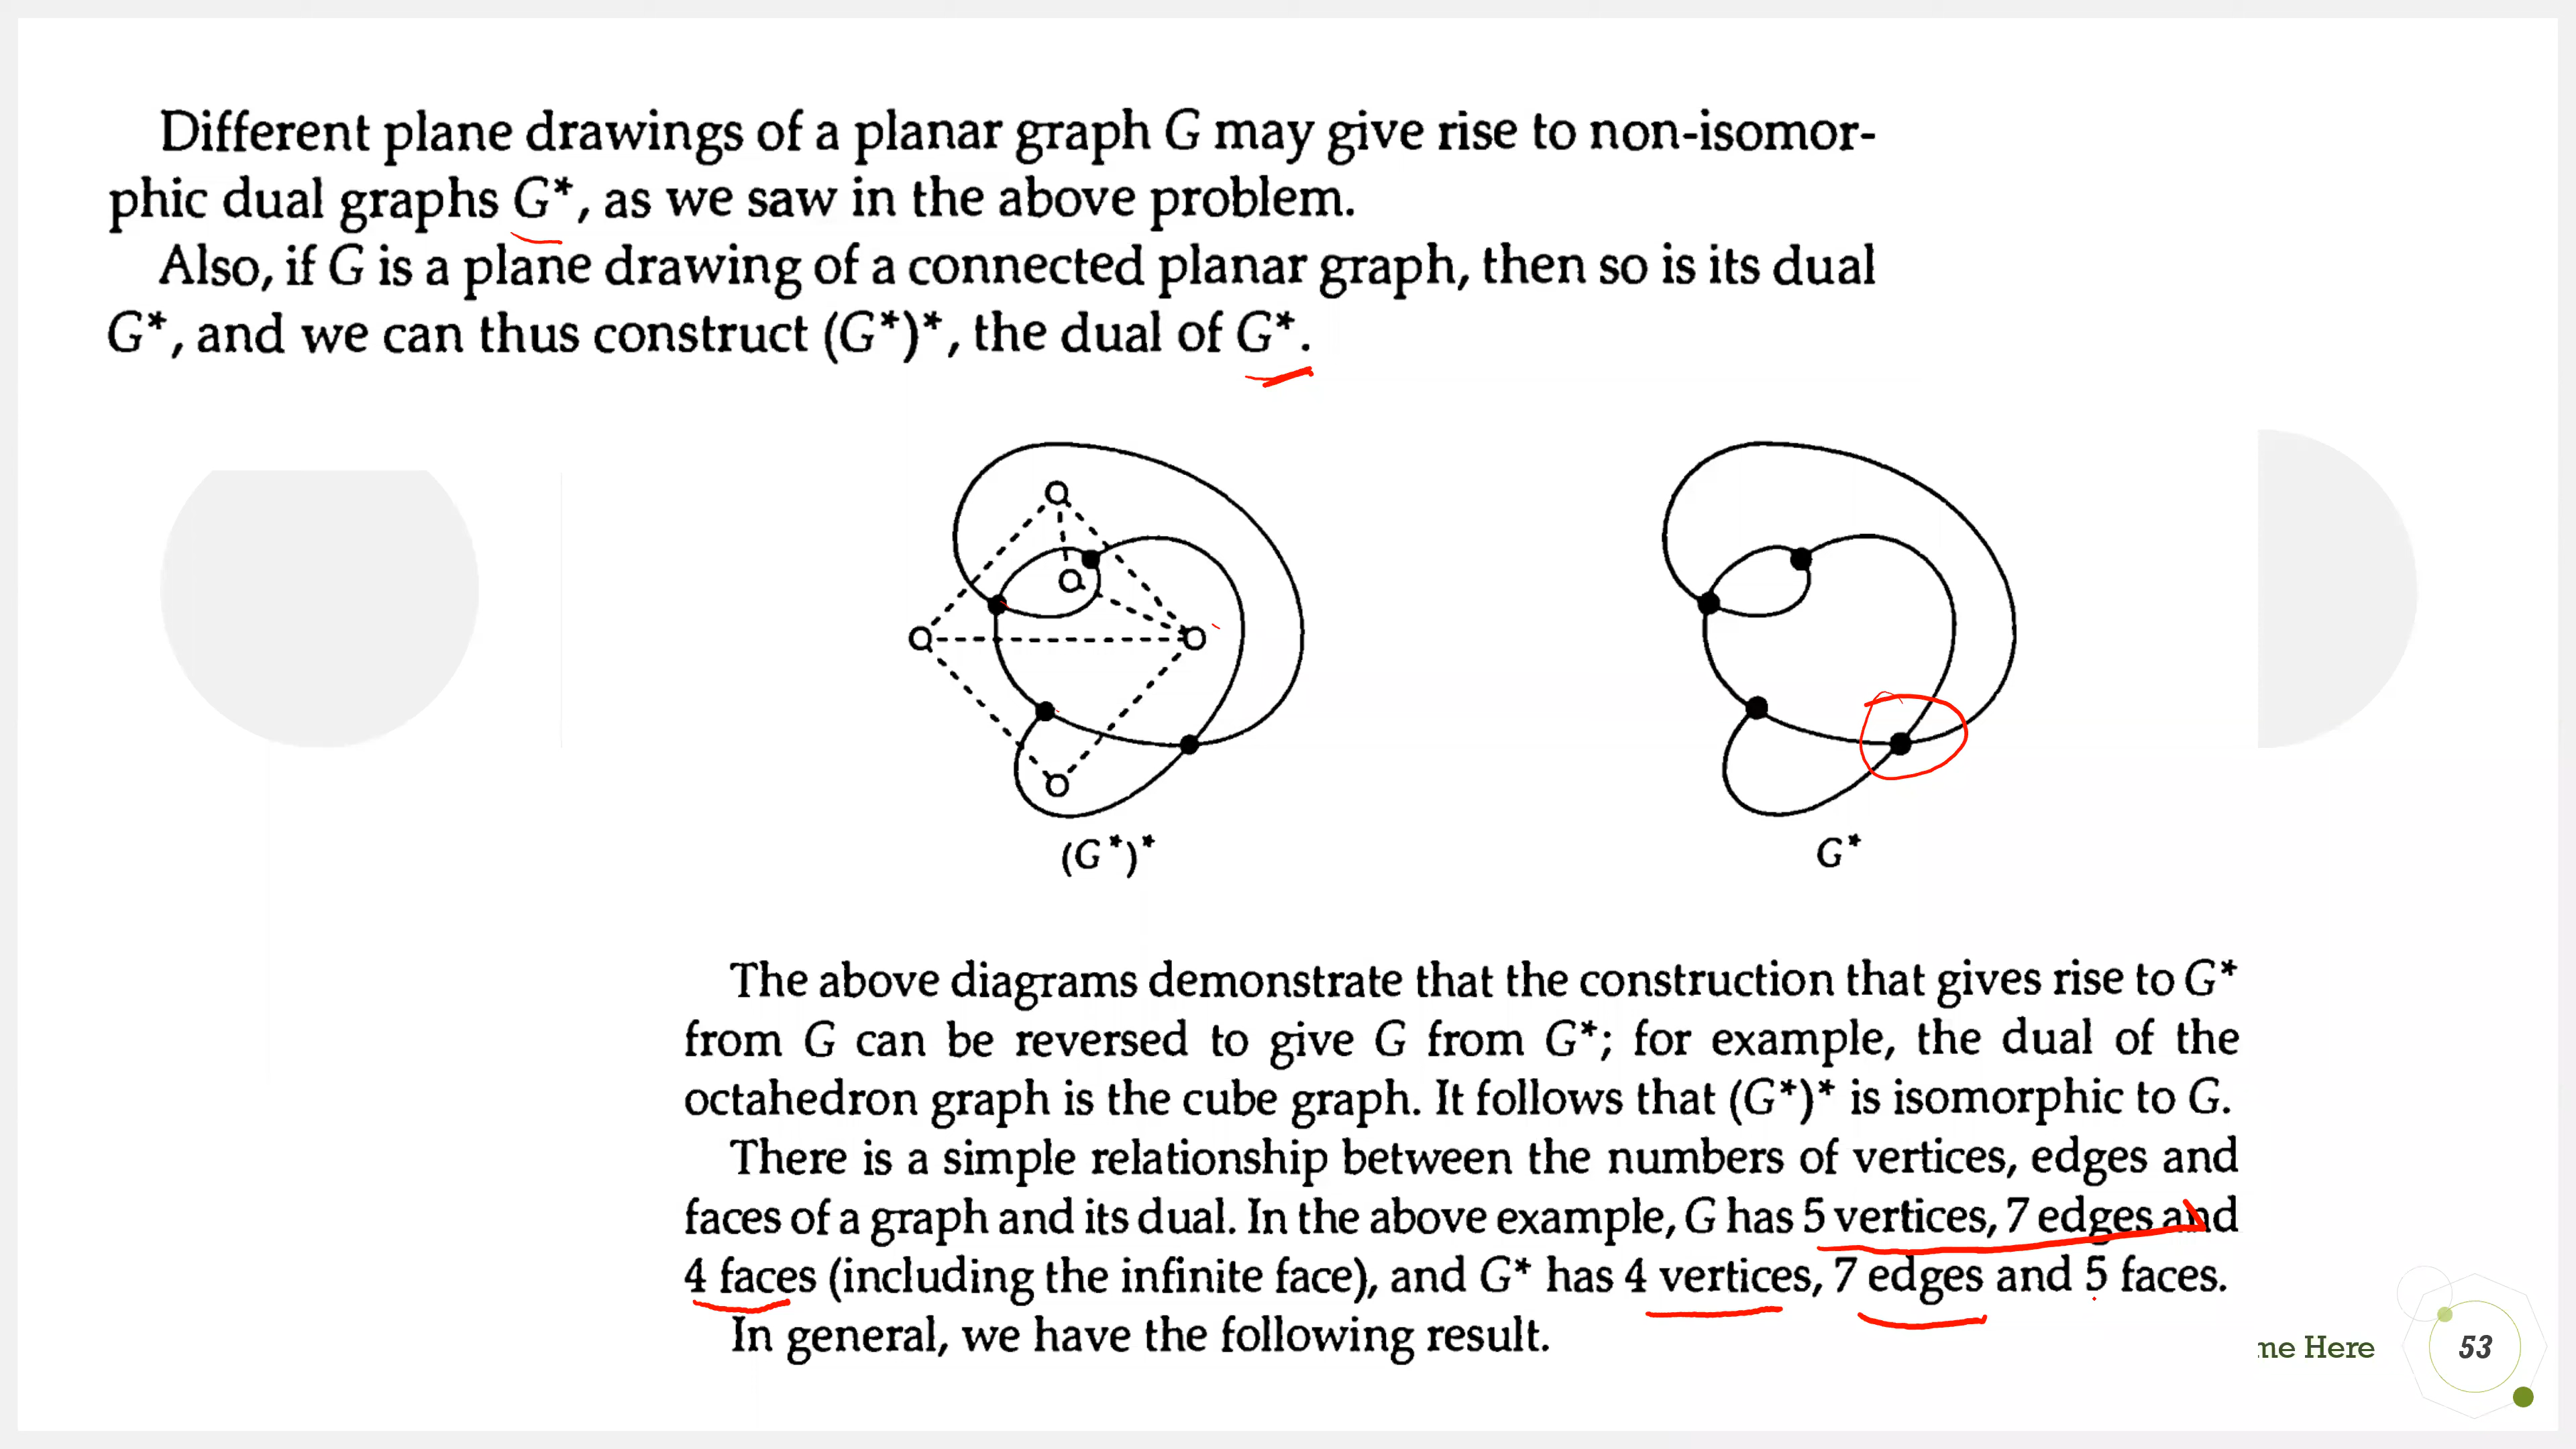 Different plane drawings of a planar graph G may give rise to non-isomor-
phic dual graphs G*, as we saw in the above problem.
Also, if G is a plane drawing of a connected planar graph, then so is its dual
G*, and we can thus construct (G*)*, the dual of G*.
(G*)*
G*
The above diagrams demonstrate that the construction that gives rise to G*
from G can be reversed to give G from G*; for example, the dual of the
octahedron graph is the cube graph. It follows that (G*)* is isomorphic to G.
There is a simple relationship between the numbers of vertices, edges and
faces of a graph and its dual. In the above example, G has 5 vertices, 7 edges and
4 faces (including the infinite face), and G* has 4 vertices, 7 edges and 5 faces.
In general, we have the following result.
me Here
53